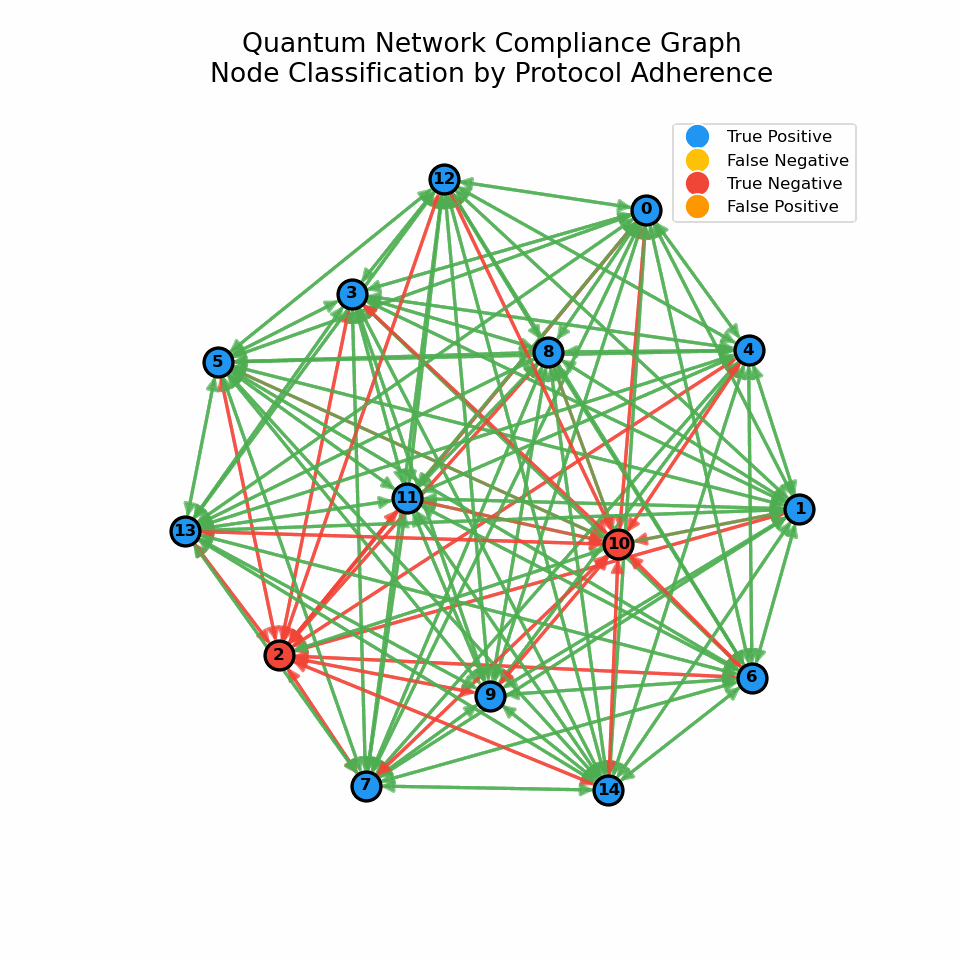 Quantum Network Compliance Graph
Node Classification by Protocol Adherence
True Positive
False Negative
True Negative
False Positive
12
0
3
8
4
5
11
1
13
10
2
6
9
7
14